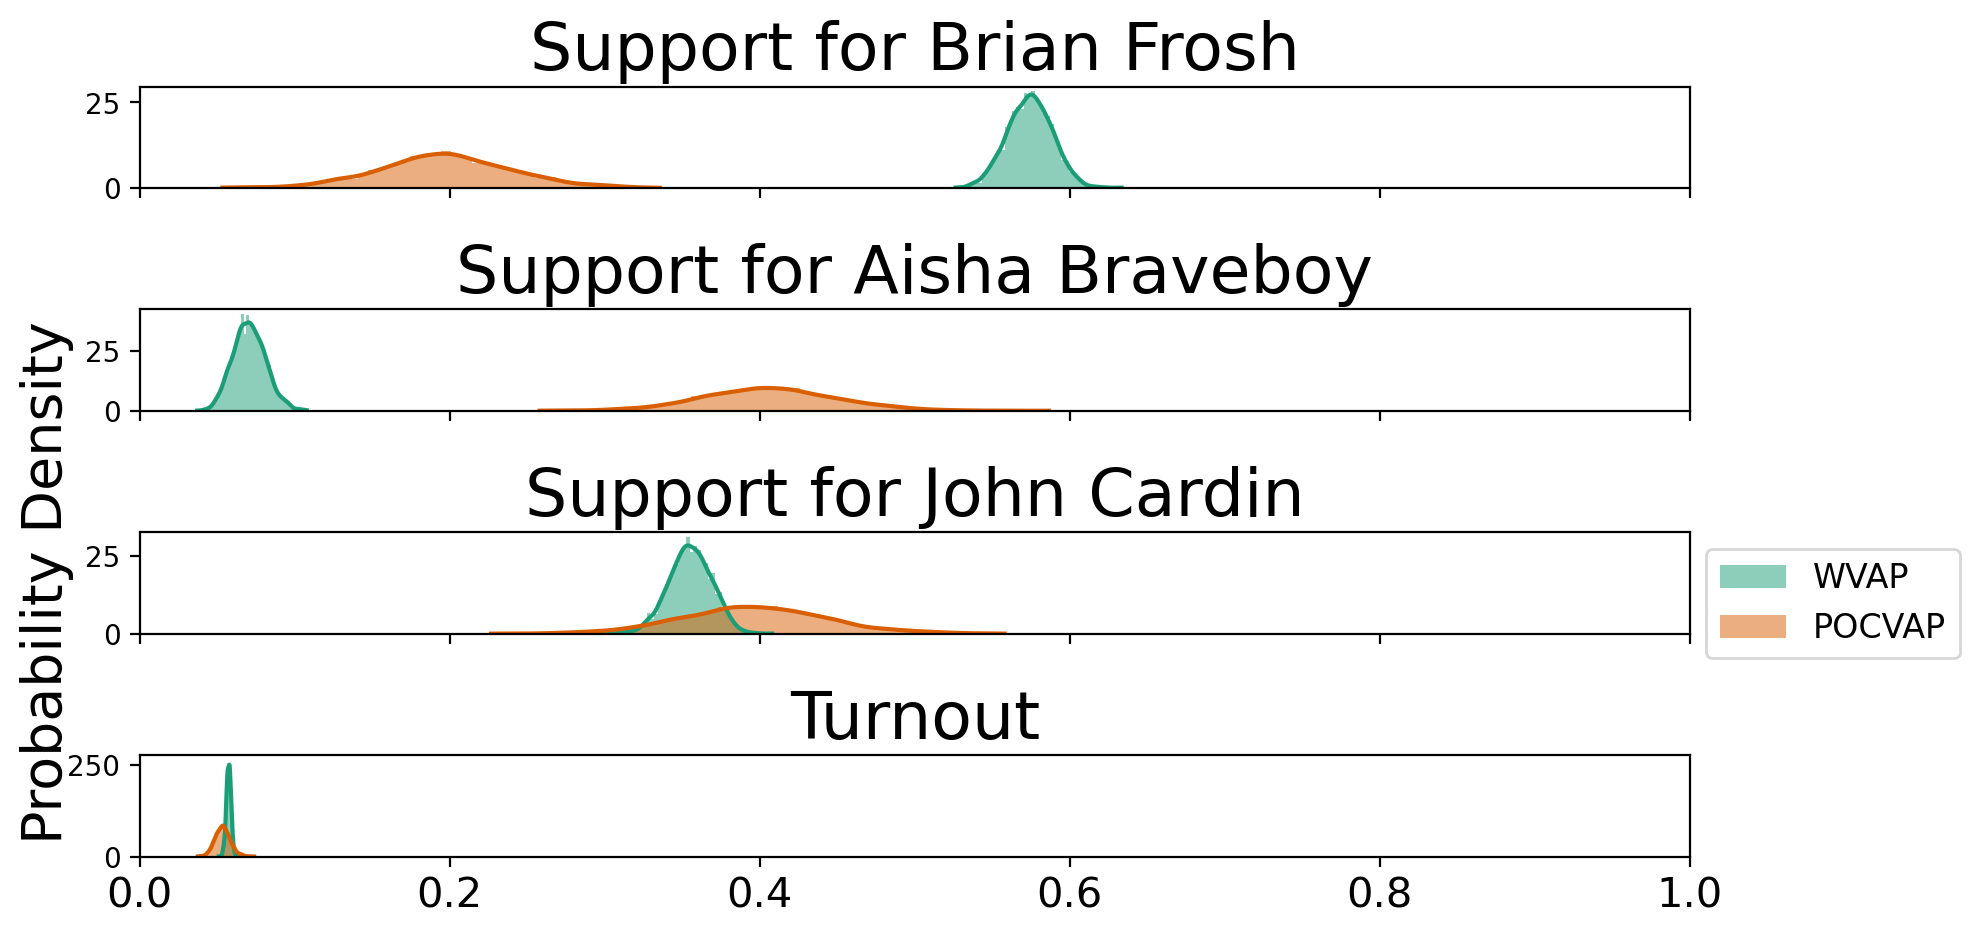 Support for Brian Frosh
25
0
Support for Aisha Braveboy
25
0
Support for John Cardin
25
0
Turnout
250
0
0.0 0.2 0.4 0.6 0.8 1.0
Probability Density
WVAP
POCVAP